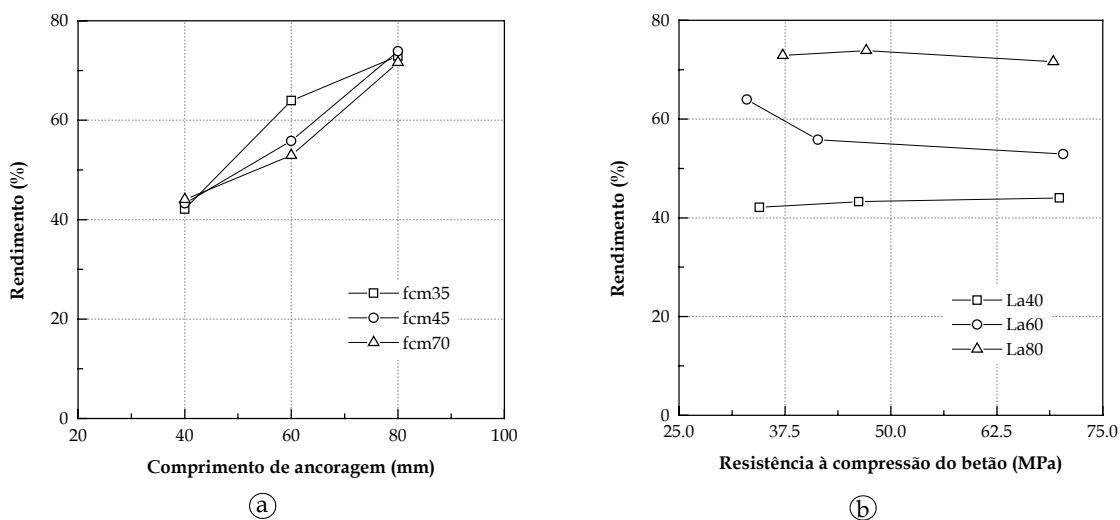 80
60
40
20
0
Rendimento (%)
fcm35
fcm45
fcm70
20
40
60
80
100
Comprimento de ancoragem (mm)
a
80
60
40
20
0
Rendimento (%)
La40
La60
La80
25.0
37.5
50.0
62.5
75.0
Resistência à compressão do betão (MPa)
b